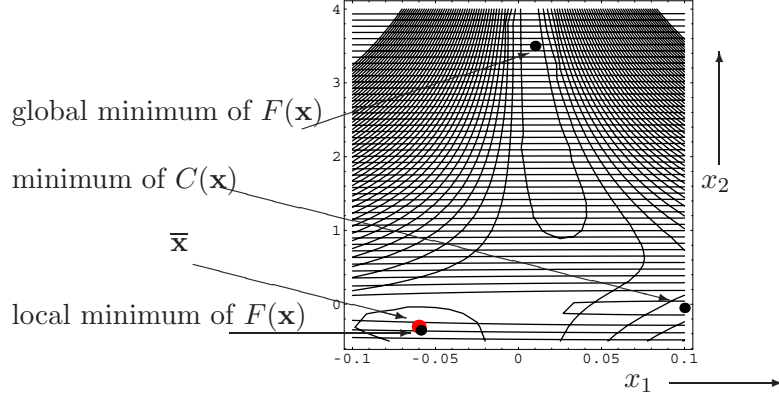 4
3
global minimum of F(x)
2
minimum of C(x)
x₂
1
x̅
0
local minimum of F(x)
-0.1 -0.05 0 0.05 0.1
x₁